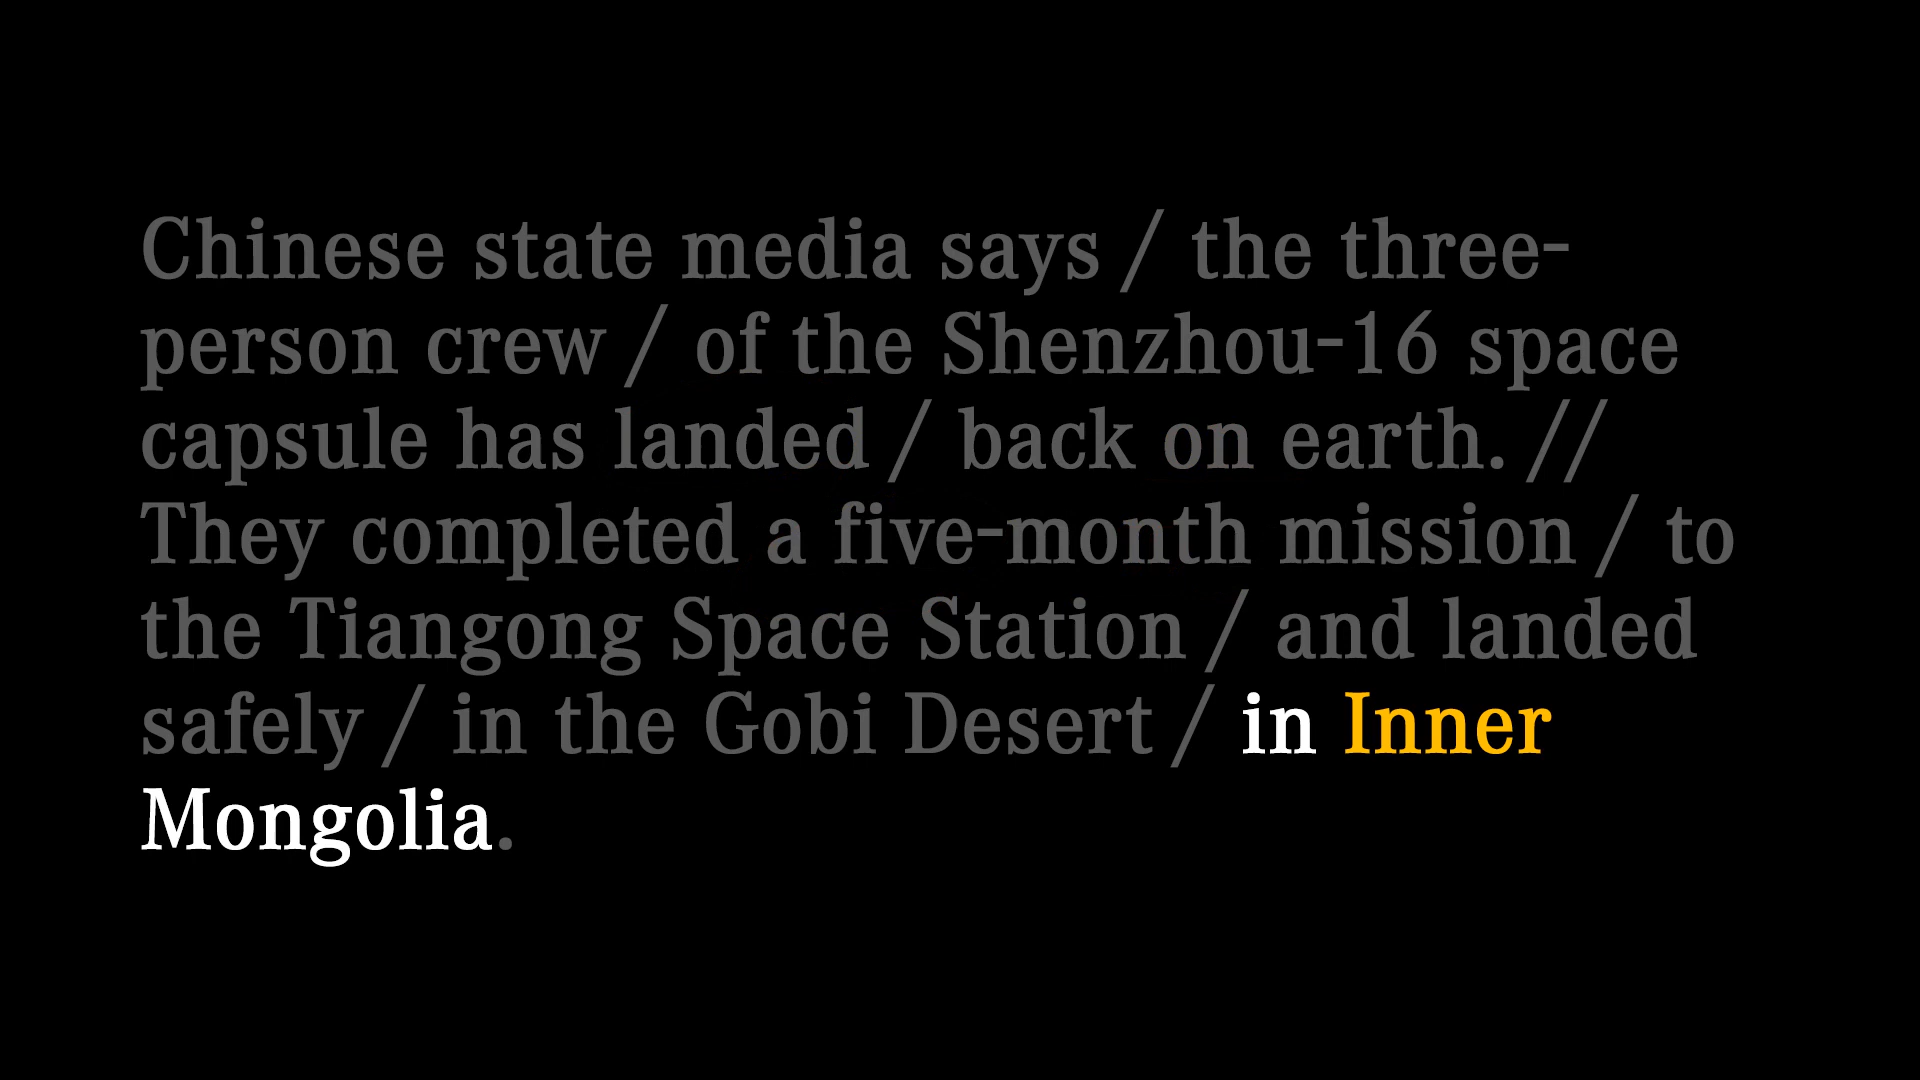 Chinese state media says / the three-
person crew / of the Shenzhou-16 space
capsule has landed / back on earth. //
They completed a five-month mission / to
the Tiangong Space Station / and landed
safely / in the Gobi Desert / in Inner
Mongolia.